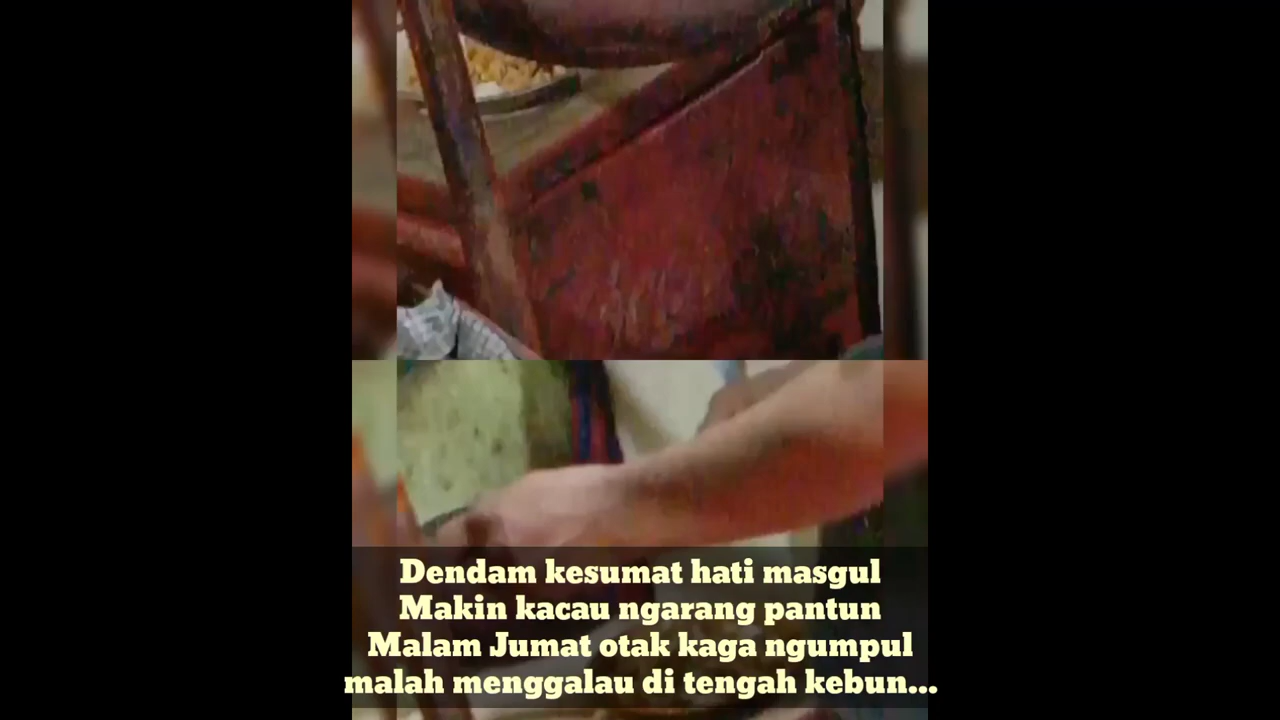 Dendam kesumat hati masgul
Makin kacau ngarang pantun
Malam Jumat otak kaga ngumpul
malah menggalau di tengah kebun...